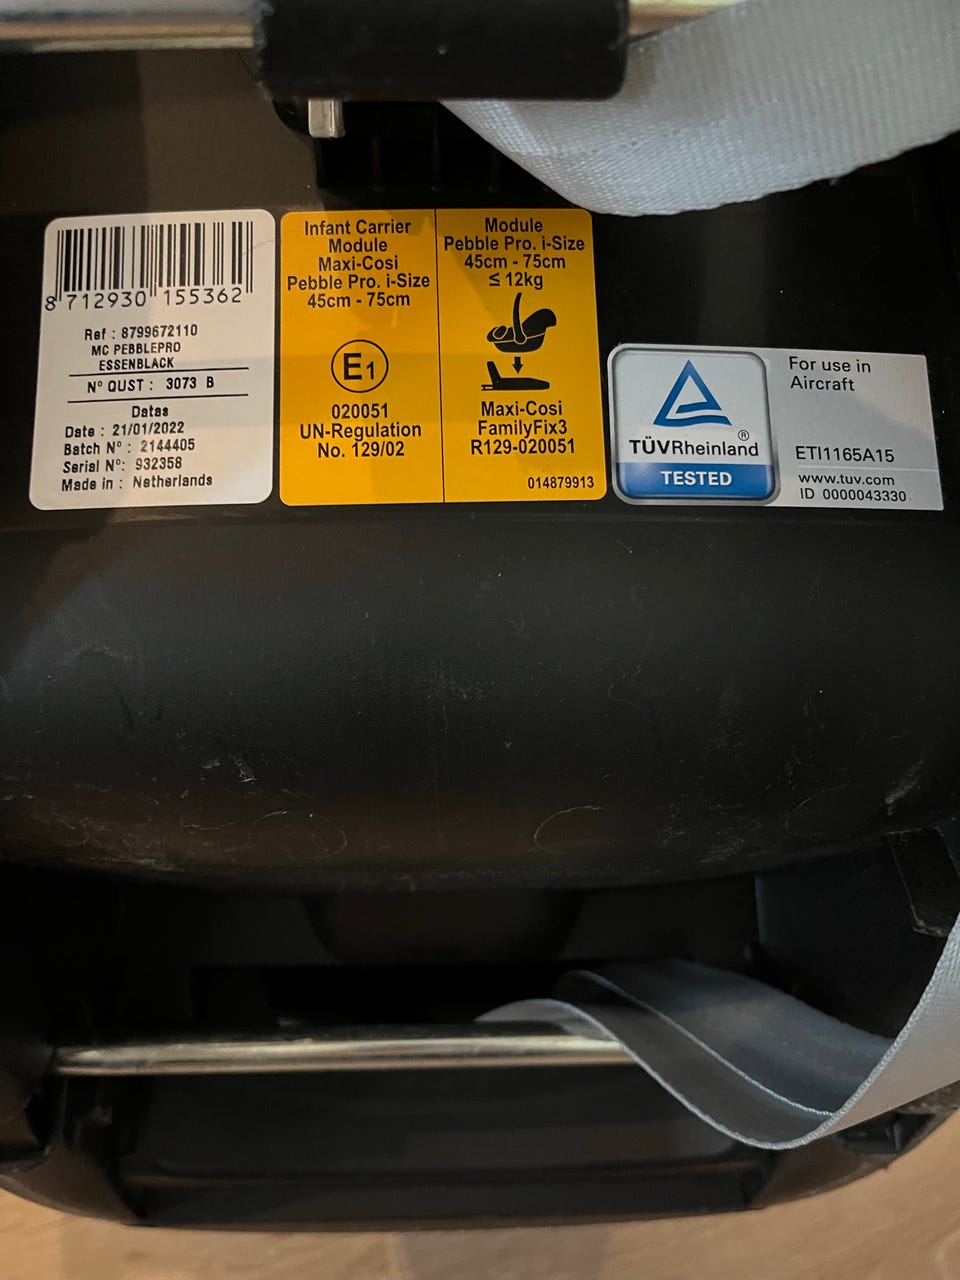 8 712930 155362
Ref : 8799672110
MC PEBBLEPRO
ESSENBLACK
Nº QUST : 3073 B
Datas
Date : 21/01/2022
Batch Nº : 2144405
Serial Nº: 932358
Made in : Netherlands
Infant Carrier
Module
Maxi-Cosi
Pebble Pro. i-Size
45cm - 75cm
E1
020051
UN-Regulation
No. 129/02
Module
Pebble Pro. i-Size
45cm - 75cm
≤ 12kg
Maxi-Cosi
FamilyFix3
R129-020051
014879913
TÜVRheinland®
TESTED
For use in
Aircraft
ETI1165A15
www.tuv.com
ID 0000043330